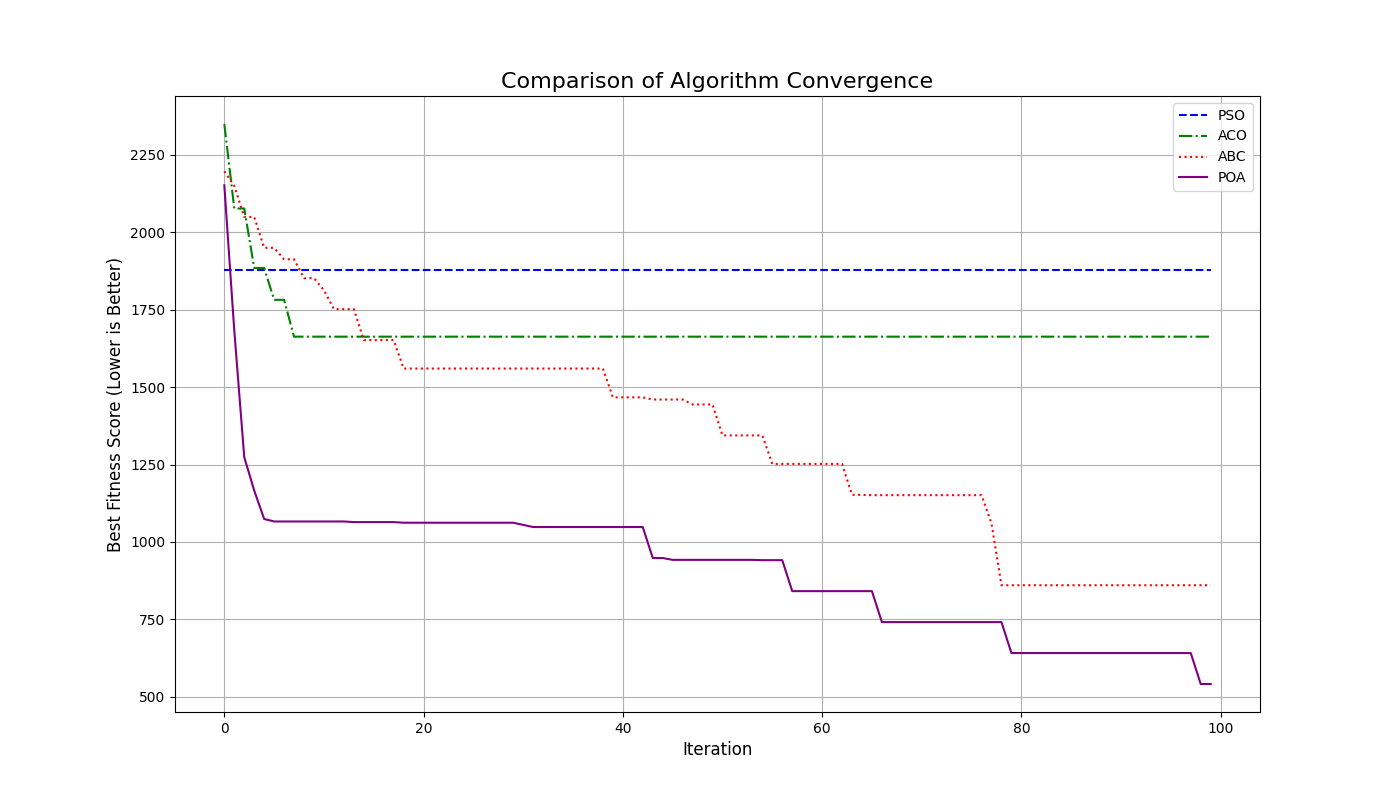 Comparison of Algorithm Convergence
PSO
ACO
ABC
POA
Best Fitness Score (Lower is Better)
2250
2000
1750
1500
1250
1000
750
500
0 20 40 60 80 100
Iteration